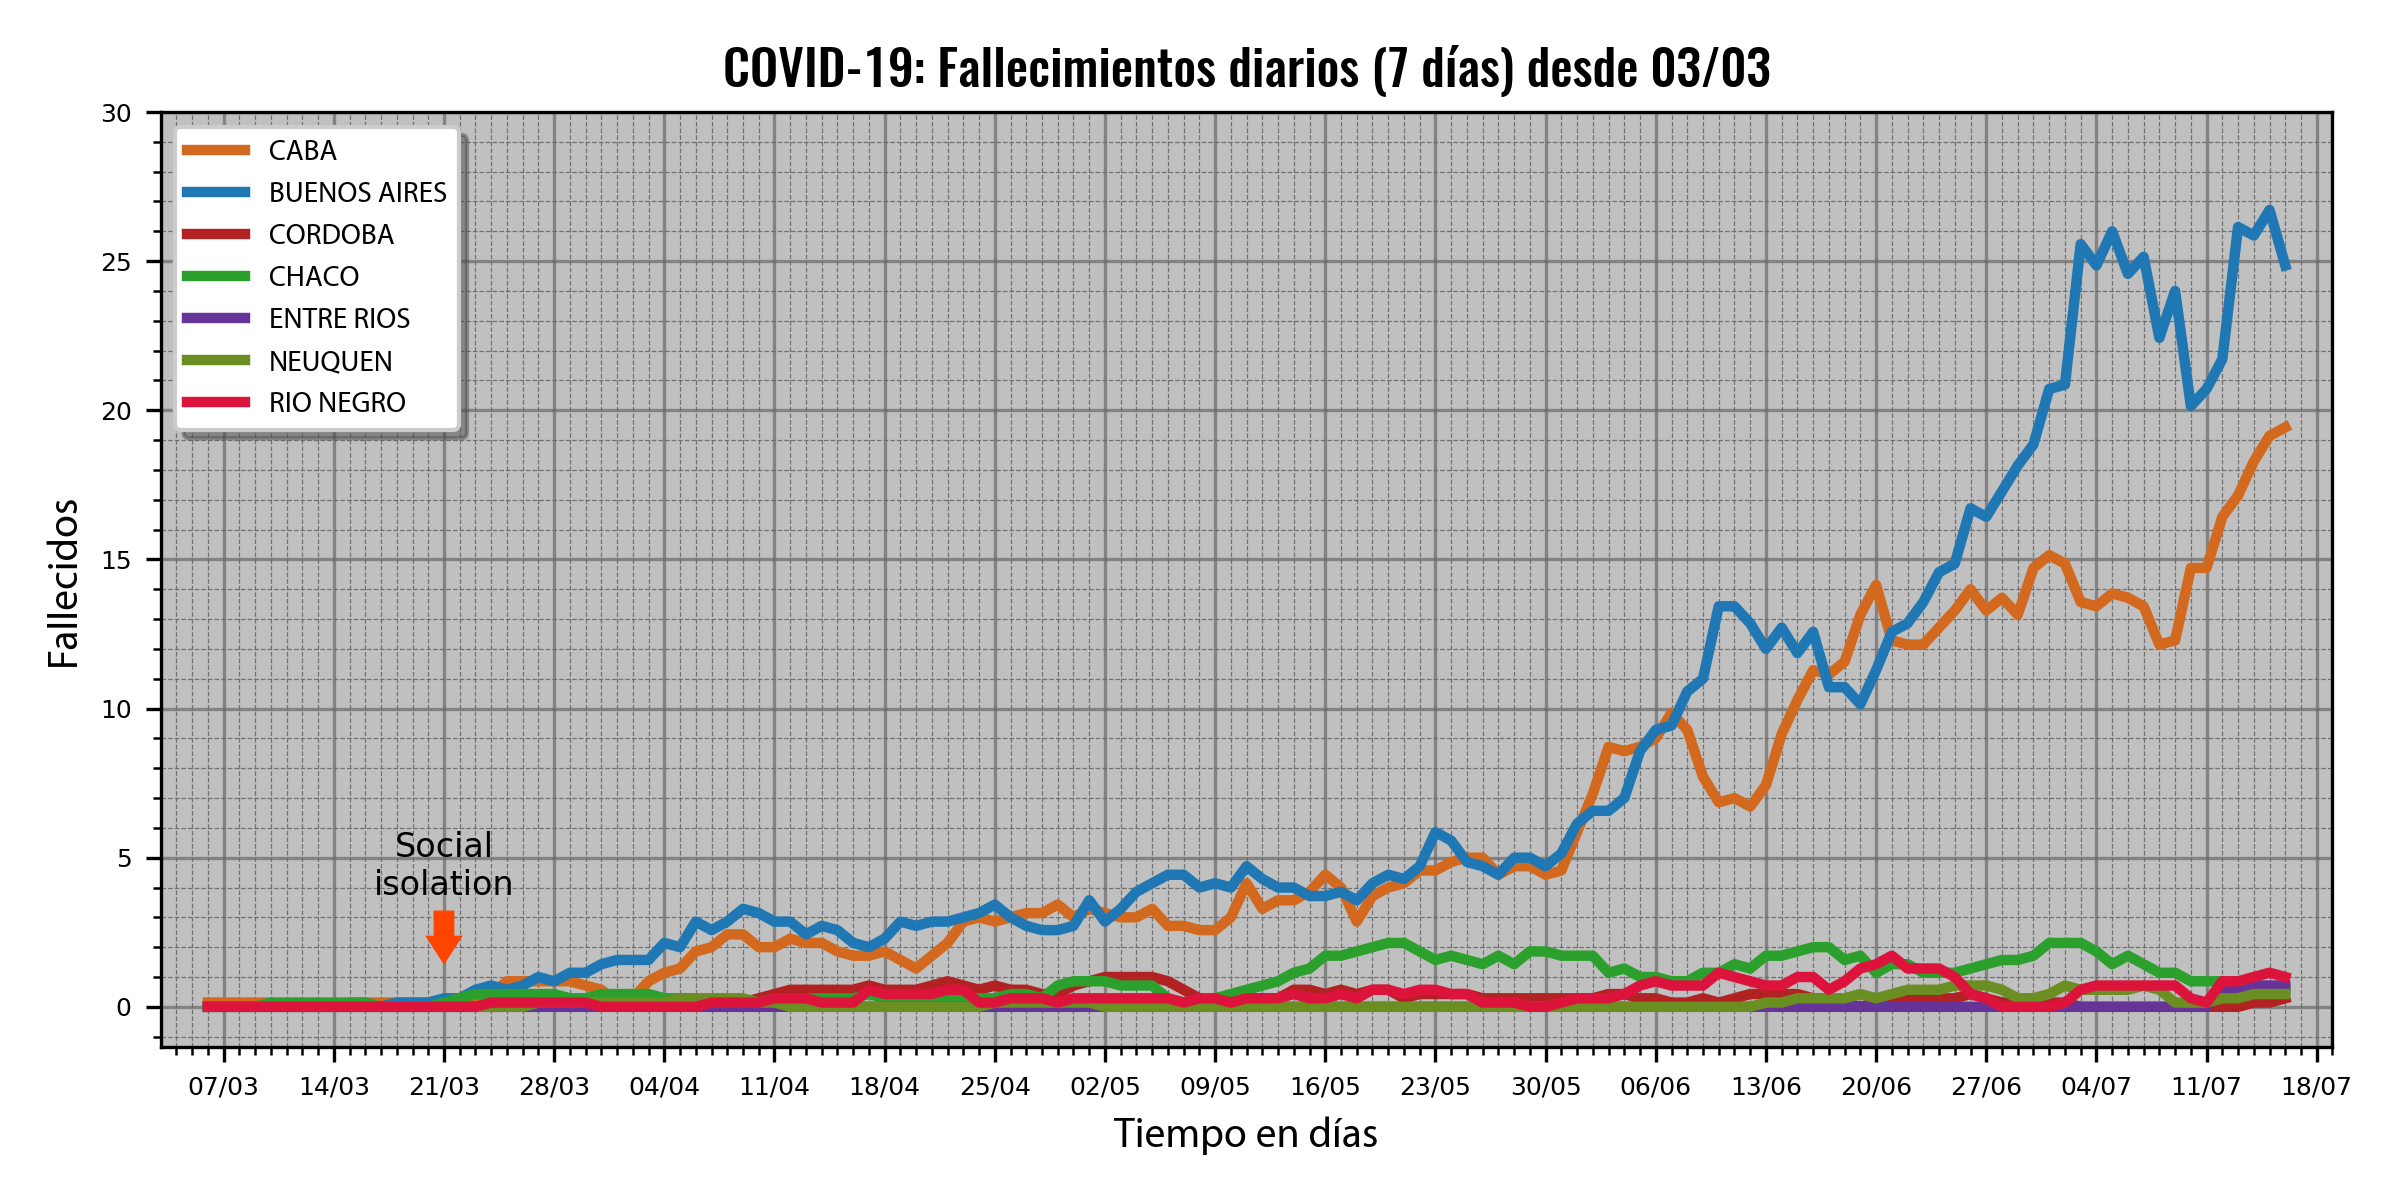 COVID-19: Fallecimientos diarios (7 días) desde 03/03
30
25
20
15
10
5
0
Fallecidos
CABA
BUENOS AIRES
CORDOBA
CHACO
ENTRE RIOS
NEUQUEN
RIO NEGRO
Social
isolation
07/03 14/03 21/03 28/03 04/04 11/04 18/04 25/04 02/05 09/05 16/05 23/05 30/05 06/06 13/06 20/06 27/06 04/07 11/07 18/07
Tiempo en días